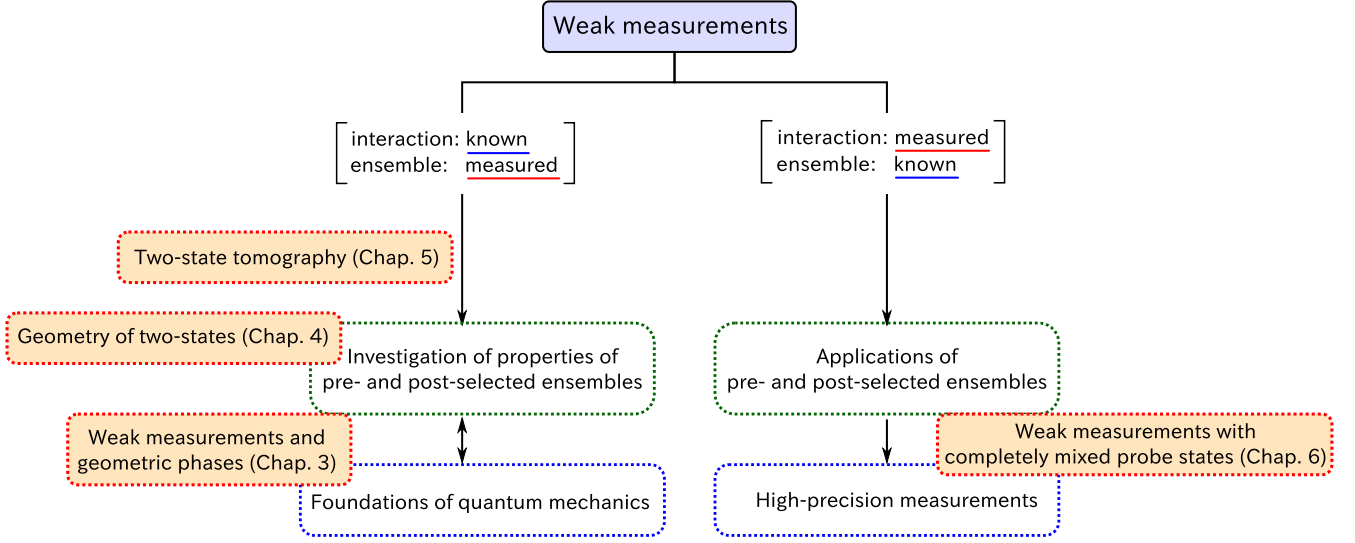 Weak measurements
interaction: known
ensemble: measured
interaction: measured
ensemble: known
Two-state tomography (Chap. 5)
Geometry of two-states (Chap. 4)
Investigation of properties of
pre- and post-selected ensembles
Applications of
pre- and post-selected ensembles
Weak measurements and
geometric phases (Chap. 3)
Weak measurements with
completely mixed probe states (Chap. 6)
Foundations of quantum mechanics
High-precision measurements